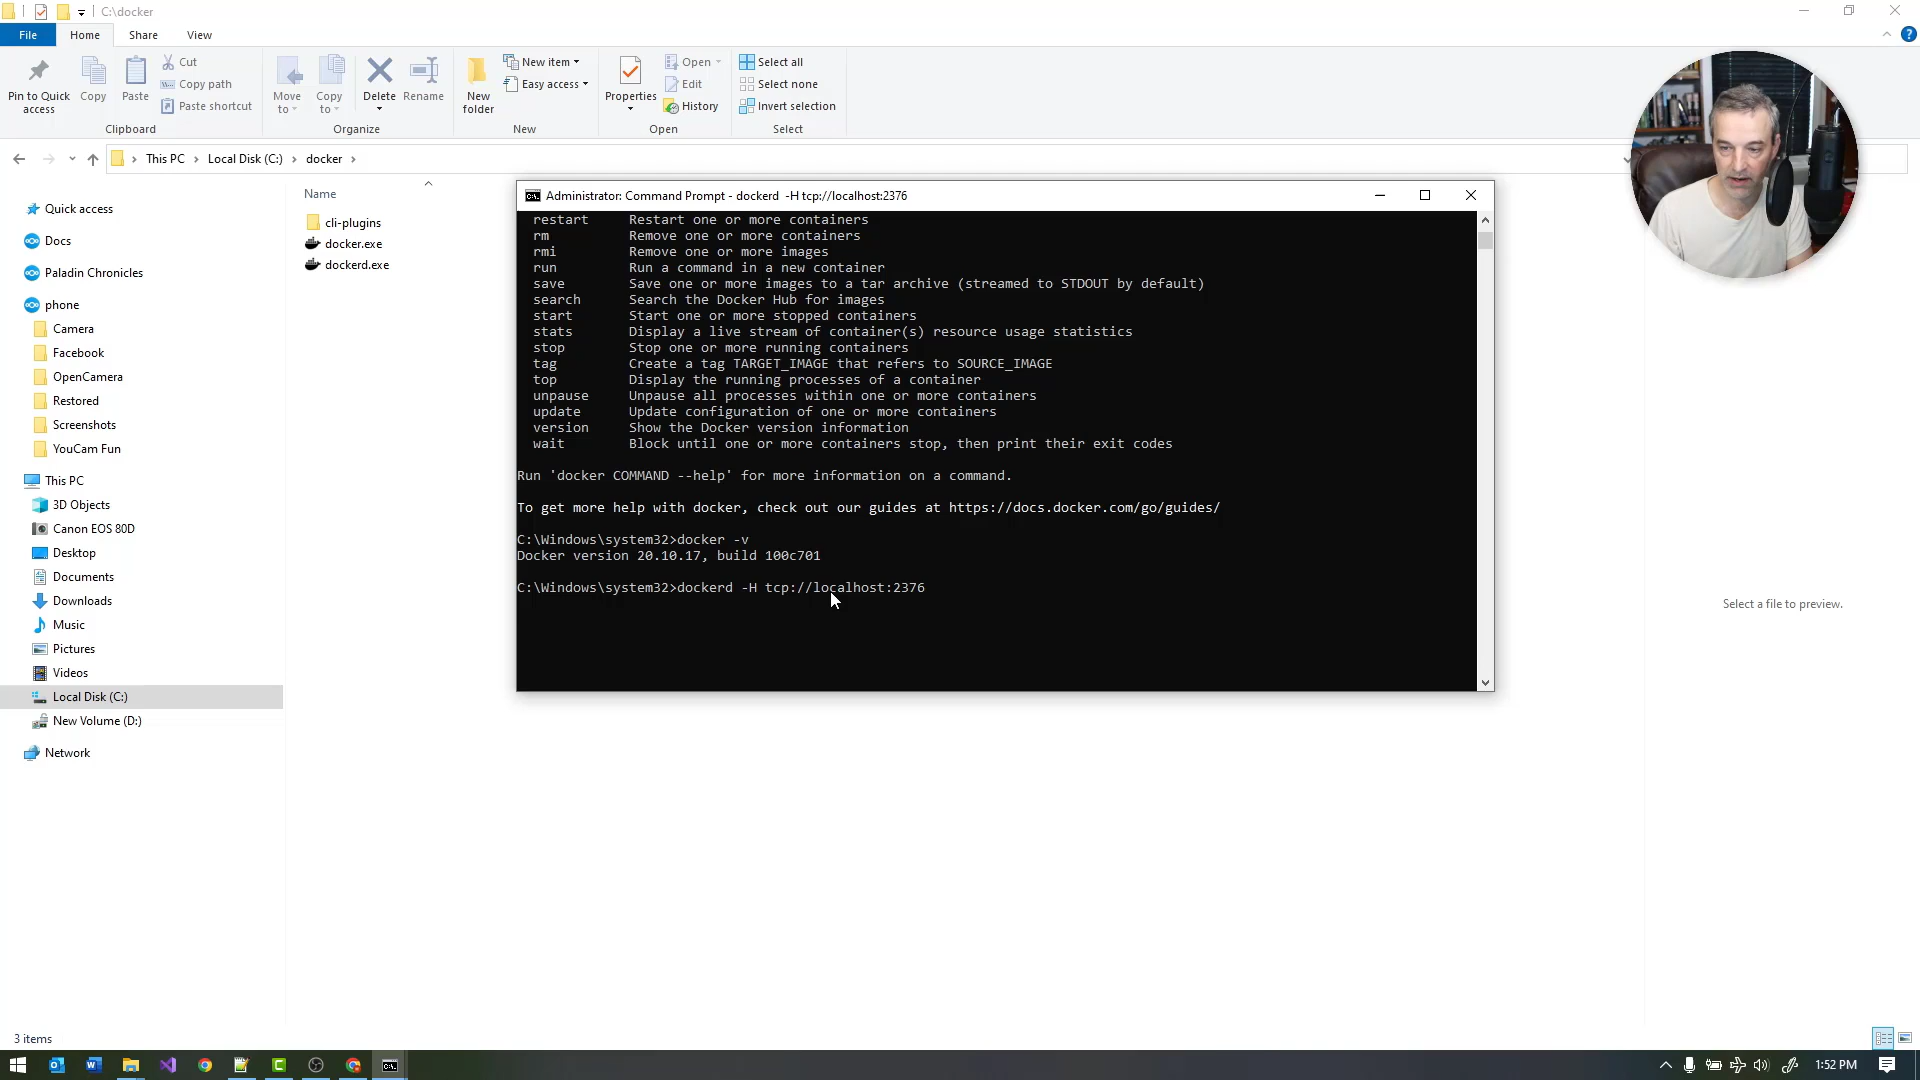 C:\docker
File Home Share View
Pin to Quick access
Copy
Paste
Cut
Copy path
Paste shortcut
Clipboard
Move to
Copy to
Delete
Rename
Organize
New folder
New item
Easy access
New
Properties
Open
Edit
History
Open
Select all
Select none
Invert selection
Select
This PC > Local Disk (C:) > docker >
Quick access
Docs
Paladin Chronicles
phone
Camera
Facebook
OpenCamera
Restored
Screenshots
YouCam Fun
This PC
3D Objects
Canon EOS 80D
Desktop
Documents
Downloads
Music
Pictures
Videos
Local Disk (C:)
New Volume (D:)
Network
Name
cli-plugins
docker.exe
dockerd.exe
Administrator: Command Prompt - dockerd -H tcp://localhost:2376
restart Restart one or more containers
rm Remove one or more containers
rmi Remove one or more images
run Run a command in a new container
save Save one or more images to a tar archive (streamed to STDOUT by default)
search Search the Docker Hub for images
start Start one or more stopped containers
stats Display a live stream of container(s) resource usage statistics
stop Stop one or more running containers
tag Create a tag TARGET_IMAGE that refers to SOURCE_IMAGE
top Display the running processes of a container
unpause Unpause all processes within one or more containers
update Update configuration of one or more containers
version Show the Docker version information
wait Block until one or more containers stop, then print their exit codes
Run 'docker COMMAND --help' for more information on a command.
To get more help with docker, check out our guides at https://docs.docker.com/go/guides/
C:\Windows\system32>docker -v
Docker version 20.10.17, build 100c701
C:\Windows\system32>dockerd -H tcp://localhost:2376
Select a file to preview.
3 items
1:52 PM